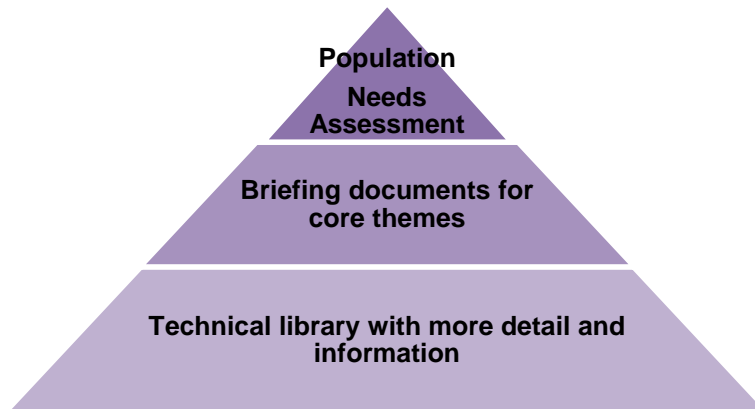 Population
Needs
Assessment
Briefing documents for
core themes
Technical library with more detail and
information